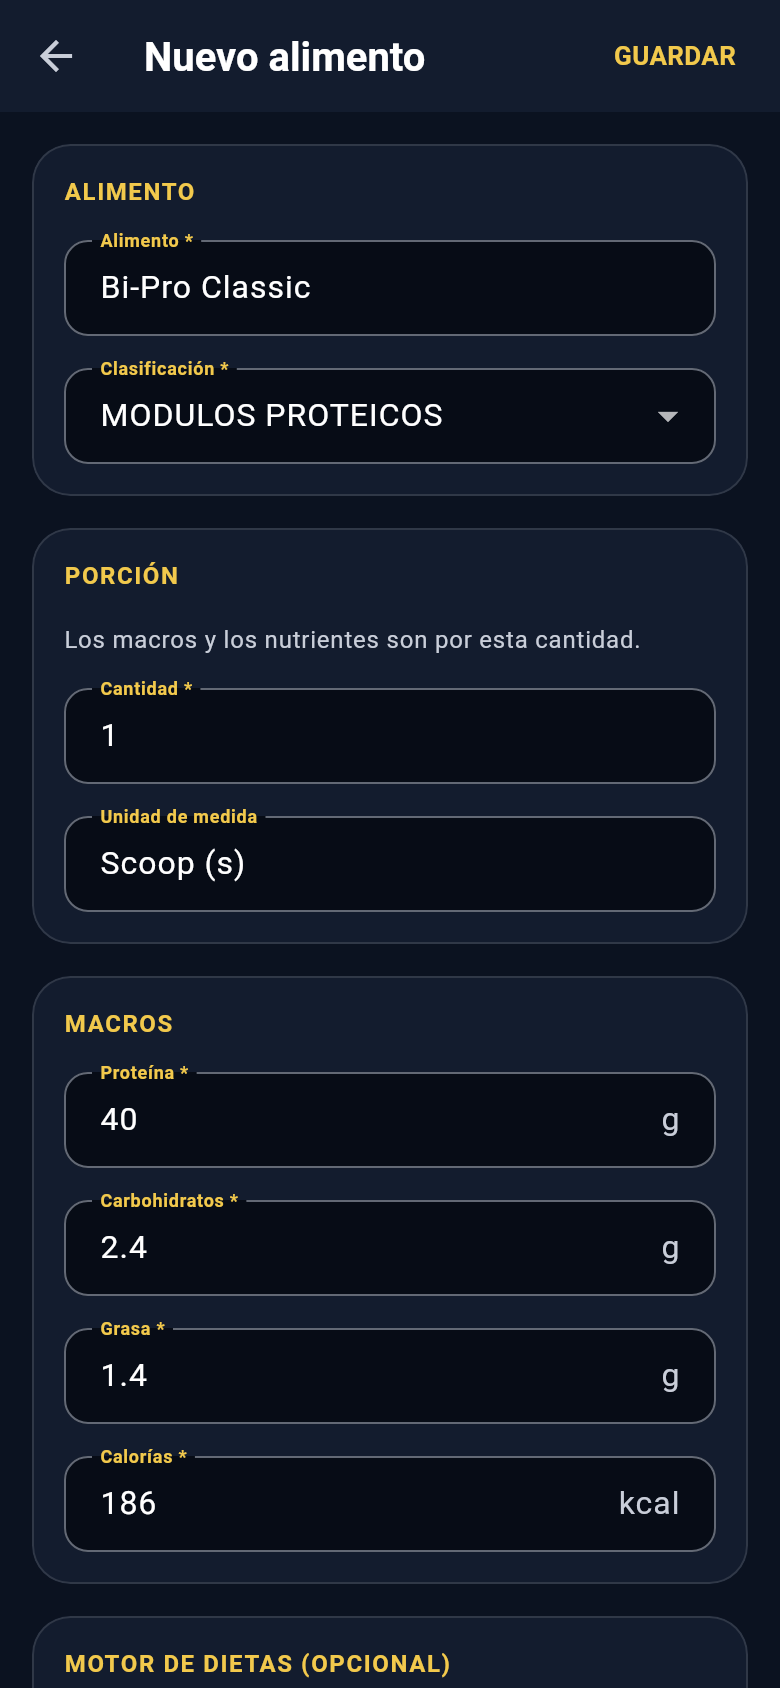 Nuevo alimento
GUARDAR
ALIMENTO
Alimento *
Bi-Pro Classic
Clasificación *
MODULOS PROTEICOS
PORCIÓN
Los macros y los nutrientes son por esta cantidad.
Cantidad *
1
Unidad de medida
Scoop (s)
MACROS
Proteína *
40 g
Carbohidratos *
2.4 g
Grasa *
1.4 g
Calorías *
186 kcal
MOTOR DE DIETAS (OPCIONAL)